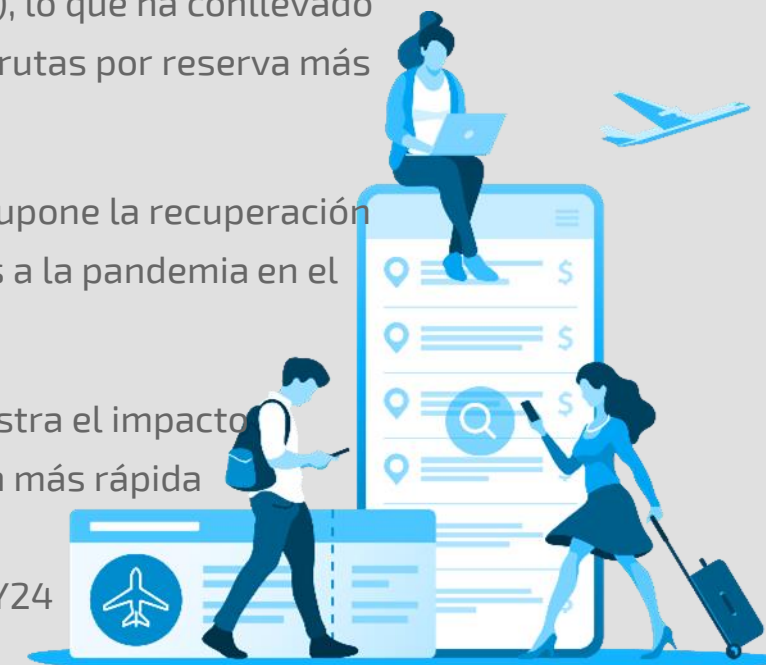 ), lo que ha conllevado
rutas por reserva más
upone la recuperación
s a la pandemia en el
stra el impacto
más rápida
Y24
$
$
$